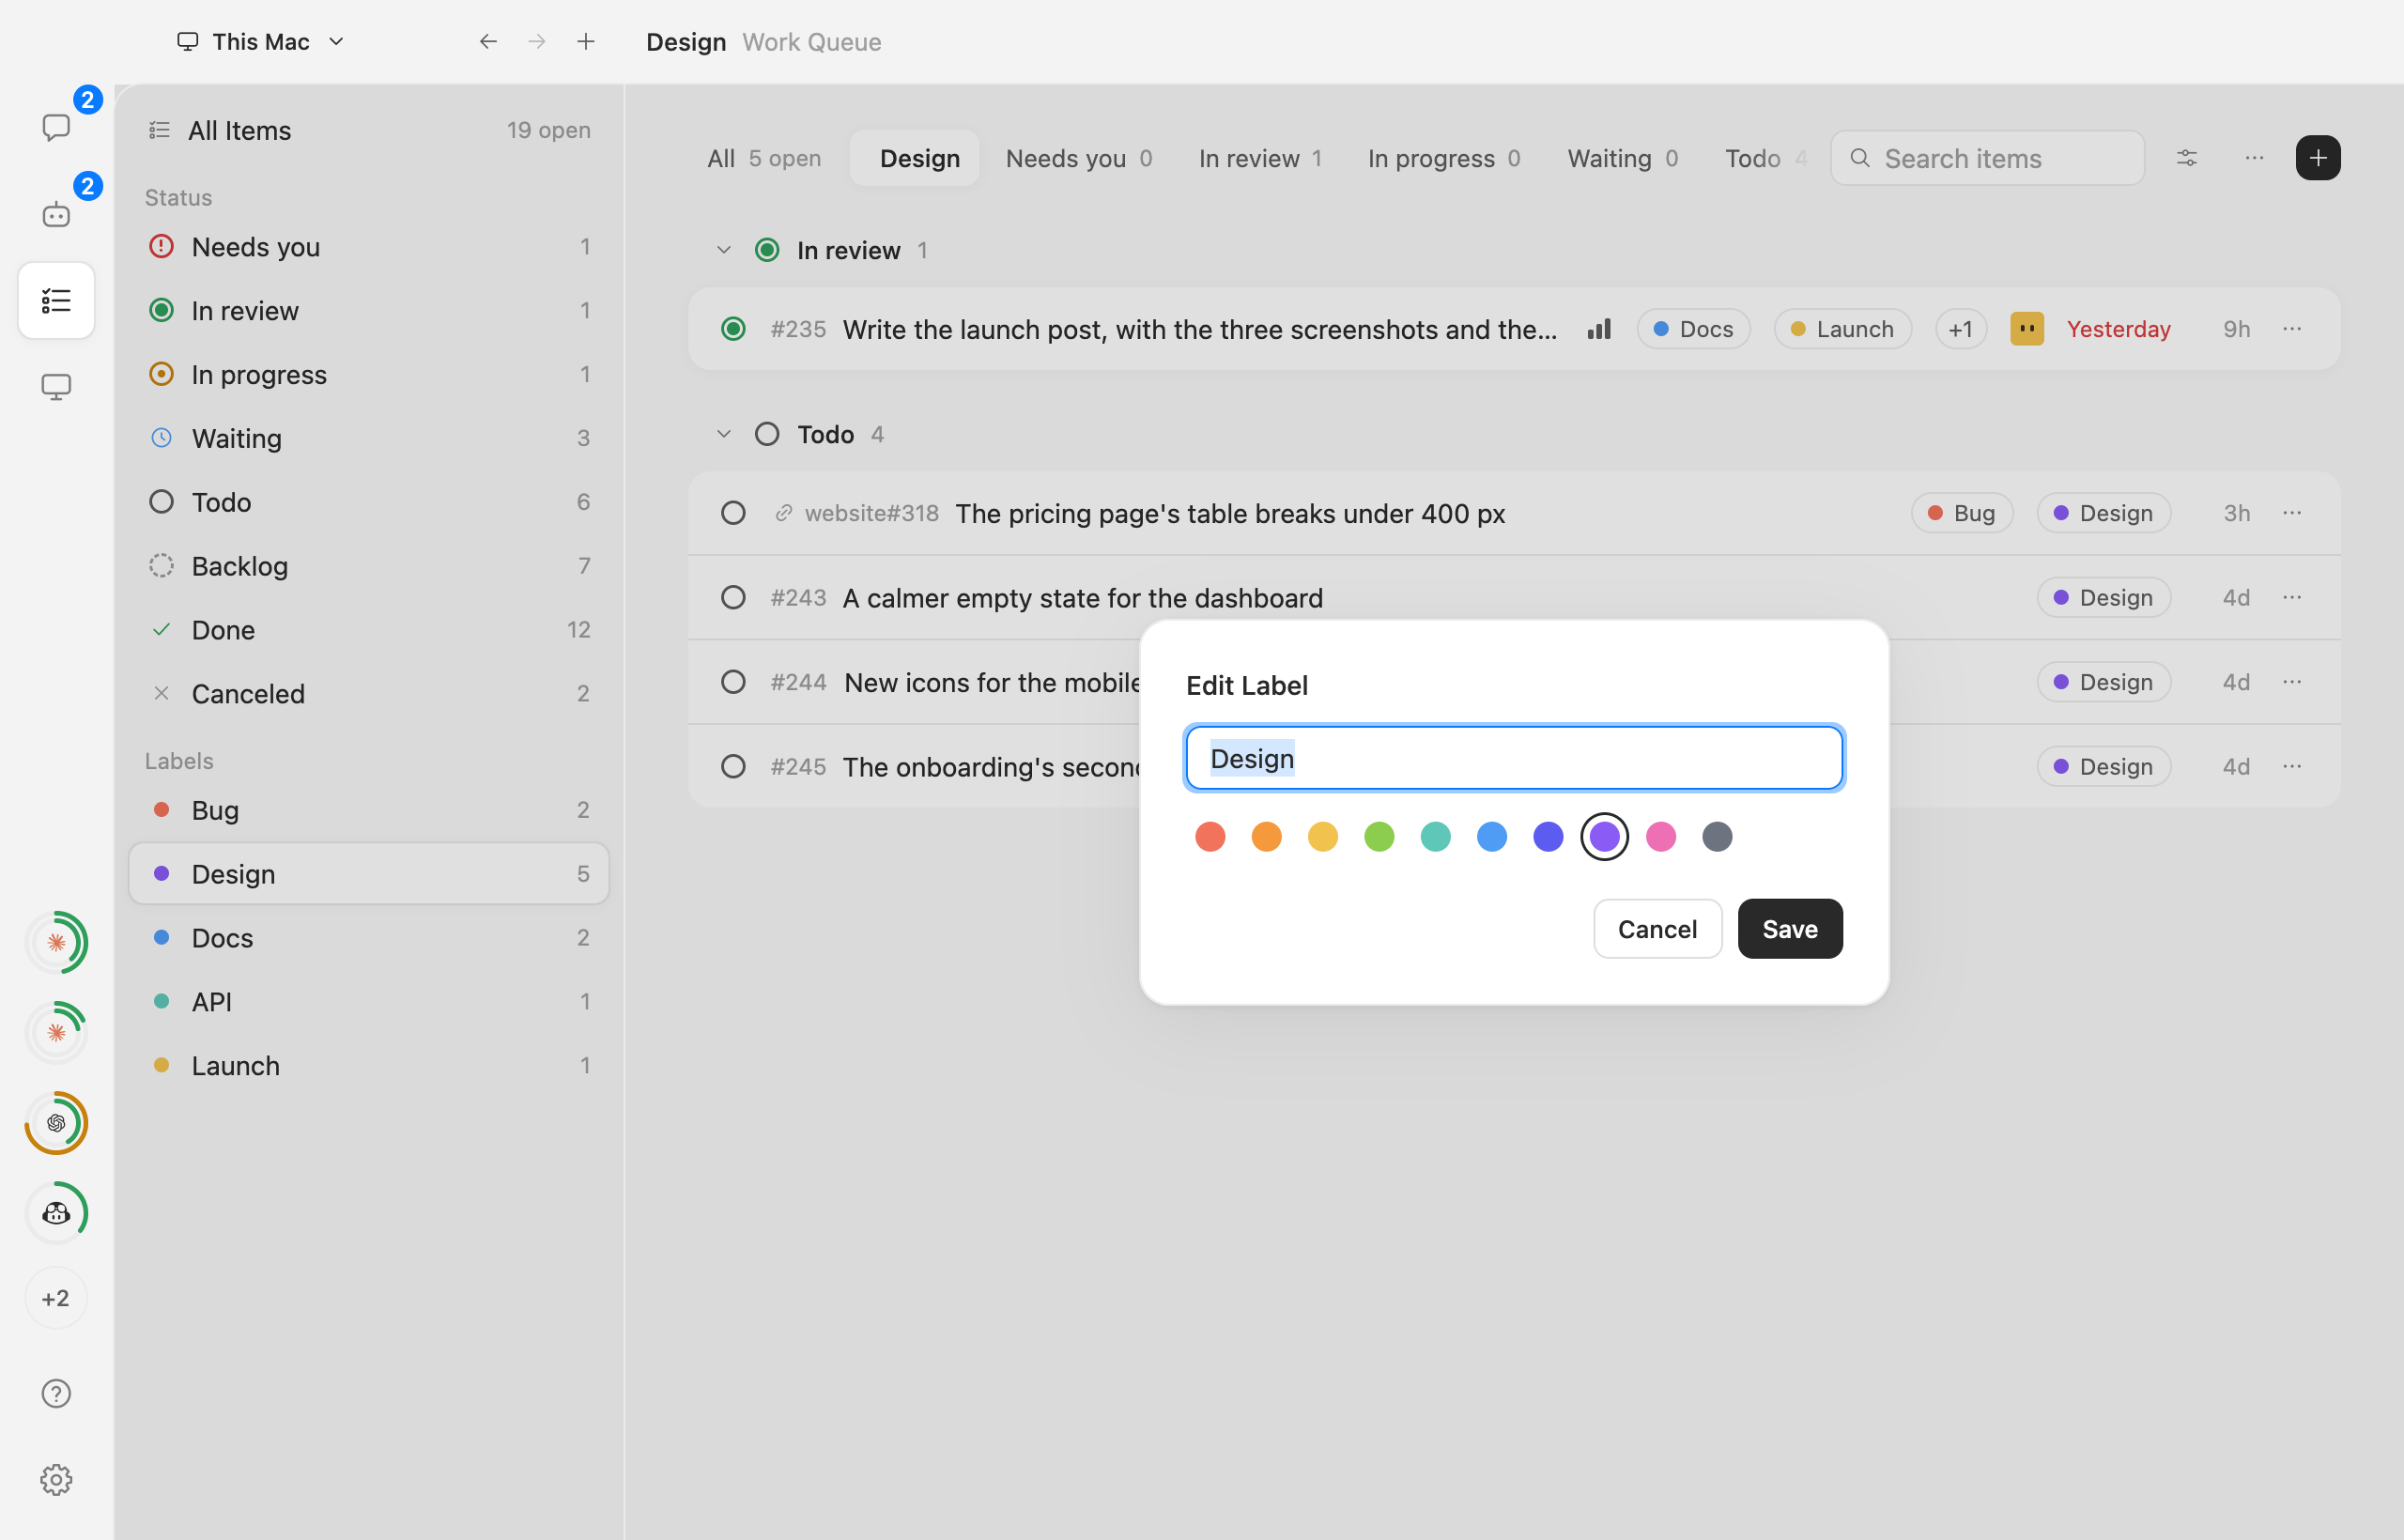 This Mac
Design Work Queue
2
2
+2
All Items 19 open
Status
Needs you 1
In review 1
In progress 1
Waiting 3
Todo 6
Backlog 7
Done 12
Canceled 2
Labels
Bug 2
Design 5
Docs 2
API 1
Launch 1
All 5 open Design Needs you 0 In review 1 In progress 0 Waiting 0 Todo 4 Search items
In review 1
#235 Write the launch post, with the three screenshots and the... Docs Launch +1 Yesterday 9h
Todo 4
website#318 The pricing page's table breaks under 400 px Bug Design 3h
#243 A calmer empty state for the dashboard Design 4d
#244 New icons for the mobile Design 4d
#245 The onboarding's Design 4d
Edit Label
Design
Cancel Save